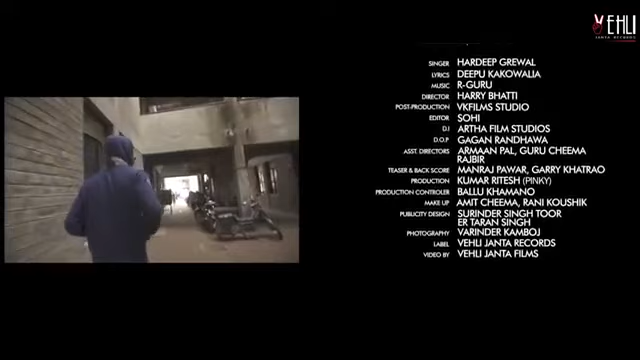 VEHLI
JANTA RECORDS
SINGER HARDEEP GREWAL
LYRICS DEEPU KAKOWALIA
MUSIC R-GURU
DIRECTOR HARRY BHATTI
POST-PRODUCTION VKFILMS STUDIO
EDITOR SOHI
D.I ARTHA FILM STUDIOS
D.O.P GAGAN RANDHAWA
ASST. DIRECTORS ARMAAN PAL, GURU CHEEMA
RAJBIR
TEASER & BACK SCORE MANRAJ PAWAR, GARRY KHATRAO
PRODUCTION KUMAR RITESH (PINKY)
PRODUCTION CONTROLER BALLU KHAMANO
MAKE UP AMIT CHEEMA, RANI KOUSHIK
PUBLICITY DESIGN SURINDER SINGH TOOR
ER TARAN SINGH
PHOTOGRAPHY VARINDER KAMBOJ
LABEL VEHLI JANTA RECORDS
VIDEO BY VEHLI JANTA FILMS